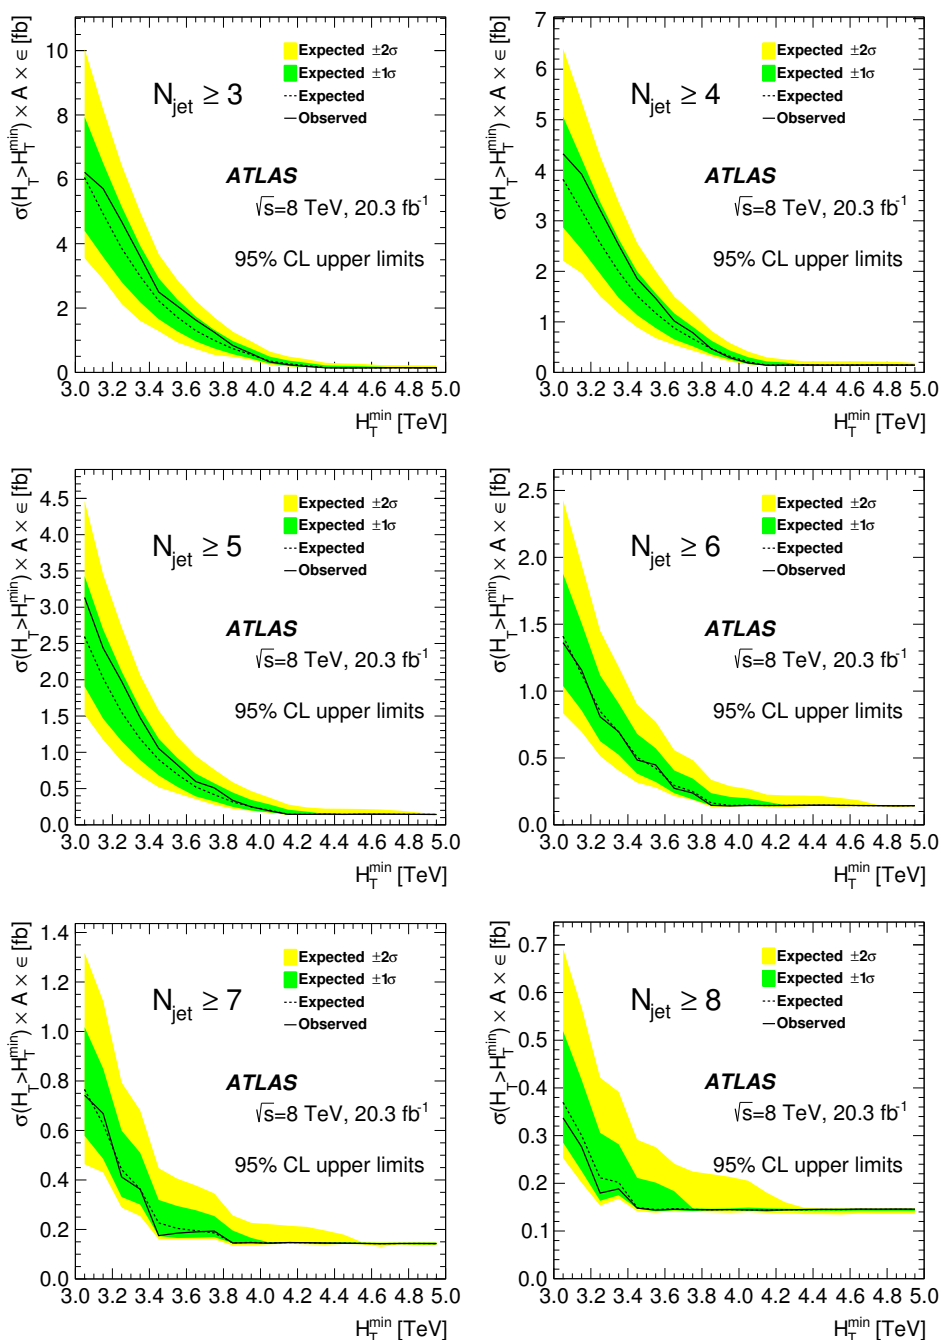 σ(H_T>H_T^min) × A × ϵ [fb]
10
8
6
4
2
0
Expected ±2σ
Expected ±1σ
Expected
Observed
N_jet ≥ 3
ATLAS
√s=8 TeV, 20.3 fb⁻¹
95% CL upper limits
3.0 3.2 3.4 3.6 3.8 4.0 4.2 4.4 4.6 4.8 5.0
H_T^min [TeV]
σ(H_T>H_T^min) × A × ϵ [fb]
7
6
5
4
3
2
1
0
Expected ±2σ
Expected ±1σ
Expected
Observed
N_jet ≥ 4
ATLAS
√s=8 TeV, 20.3 fb⁻¹
95% CL upper limits
3.0 3.2 3.4 3.6 3.8 4.0 4.2 4.4 4.6 4.8 5.0
H_T^min [TeV]
σ(H_T>H_T^min) × A × ϵ [fb]
4.5
4.0
3.5
3.0
2.5
2.0
1.5
1.0
0.5
0.0
Expected ±2σ
Expected ±1σ
Expected
Observed
N_jet ≥ 5
ATLAS
√s=8 TeV, 20.3 fb⁻¹
95% CL upper limits
3.0 3.2 3.4 3.6 3.8 4.0 4.2 4.4 4.6 4.8 5.0
H_T^min [TeV]
σ(H_T>H_T^min) × A × ϵ [fb]
2.5
2.0
1.5
1.0
0.5
0.0
Expected ±2σ
Expected ±1σ
Expected
Observed
N_jet ≥ 6
ATLAS
√s=8 TeV, 20.3 fb⁻¹
95% CL upper limits
3.0 3.2 3.4 3.6 3.8 4.0 4.2 4.4 4.6 4.8 5.0
H_T^min [TeV]
σ(H_T>H_T^min) × A × ϵ [fb]
1.4
1.2
1.0
0.8
0.6
0.4
0.2
0.0
Expected ±2σ
Expected ±1σ
Expected
Observed
N_jet ≥ 7
ATLAS
√s=8 TeV, 20.3 fb⁻¹
95% CL upper limits
3.0 3.2 3.4 3.6 3.8 4.0 4.2 4.4 4.6 4.8 5.0
H_T^min [TeV]
σ(H_T>H_T^min) × A × ϵ [fb]
0.7
0.6
0.5
0.4
0.3
0.2
0.1
0.0
Expected ±2σ
Expected ±1σ
Expected
Observed
N_jet ≥ 8
ATLAS
√s=8 TeV, 20.3 fb⁻¹
95% CL upper limits
3.0 3.2 3.4 3.6 3.8 4.0 4.2 4.4 4.6 4.8 5.0
H_T^min [TeV]